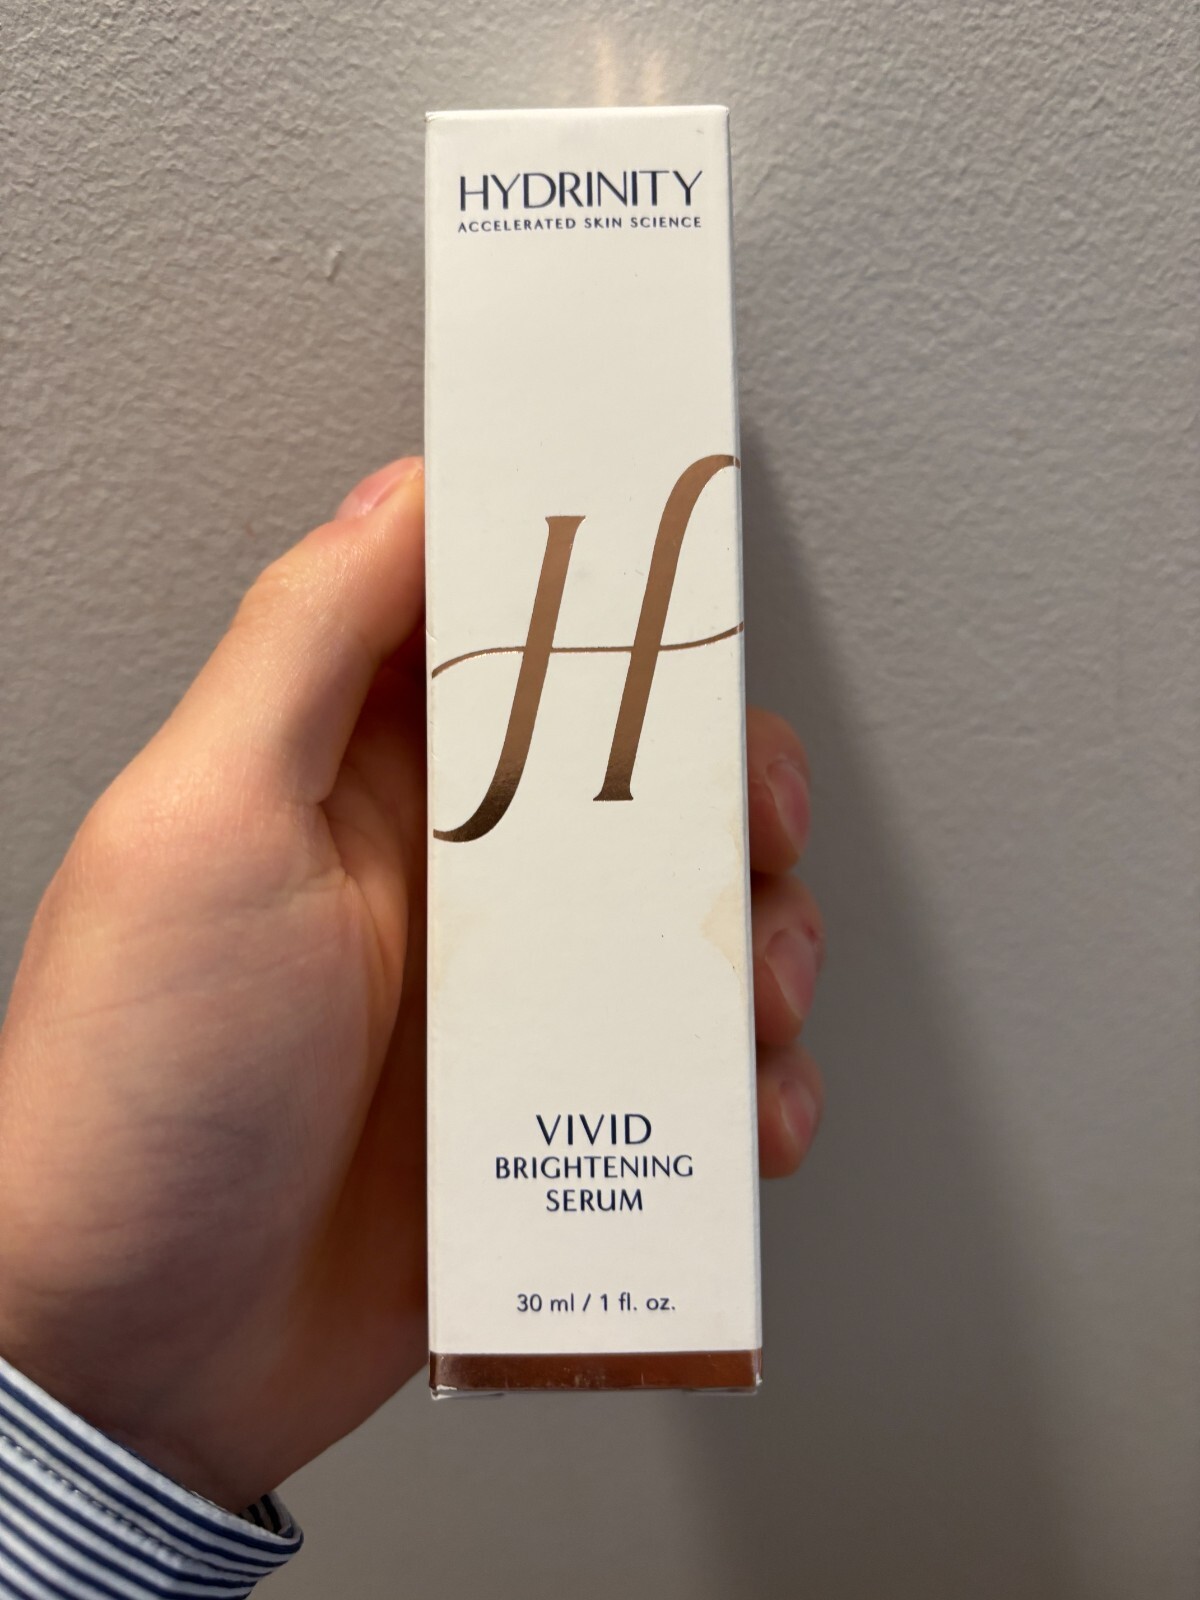 HYDRINITY
ACCELERATED SKIN SCIENCE
H
VIVID
BRIGHTENING
SERUM
30 ml / 1 fl. oz.